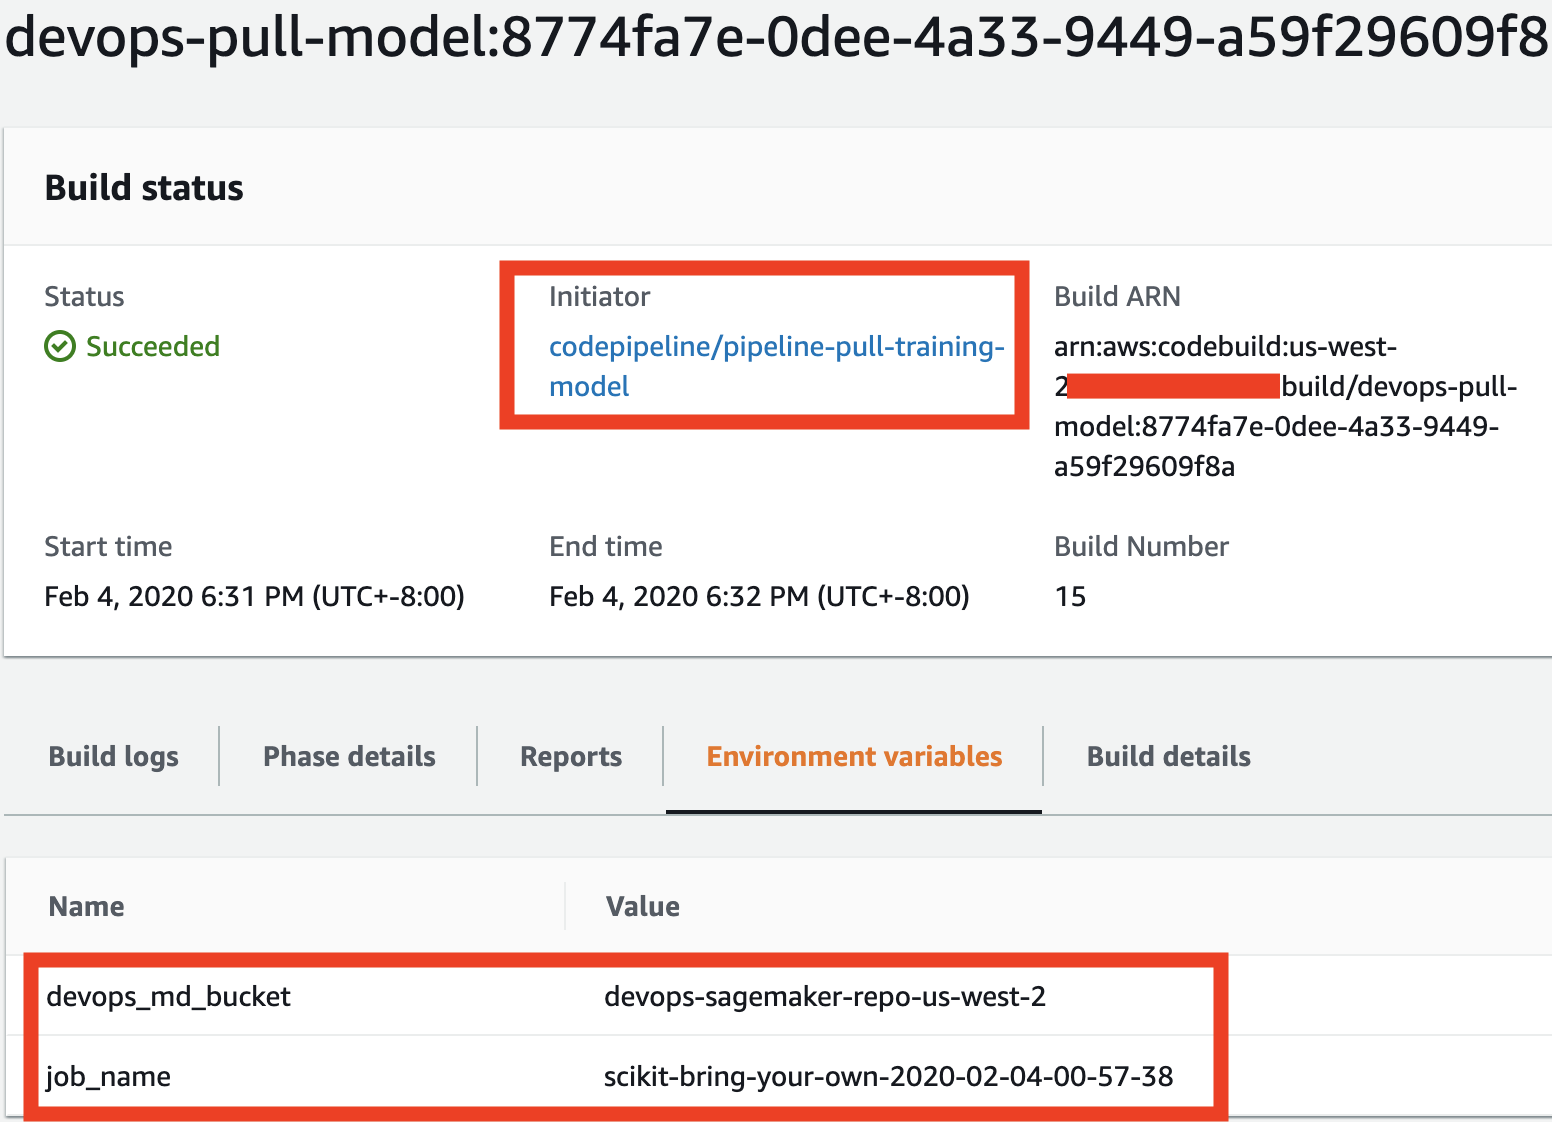 devops-pull-model:8774fa7e-0dee-4a33-9449-a59f29609f8
Build status
Status
Succeeded
Initiator
codepipeline/pipeline-pull-training-
model
Build ARN
arn:aws:codebuild:us-west-
2 build/devops-pull-
model:8774fa7e-0dee-4a33-9449-
a59f29609f8a
Start time
Feb 4, 2020 6:31 PM (UTC+-8:00)
End time
Feb 4, 2020 6:32 PM (UTC+-8:00)
Build Number
15
Build logs
Phase details
Reports
Environment variables
Build details
Name
Value
devops_md_bucket
devops-sagemaker-repo-us-west-2
job_name
scikit-bring-your-own-2020-02-04-00-57-38